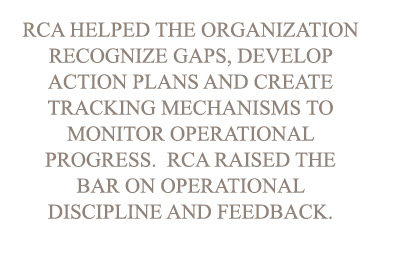 RCA HELPED THE ORGANIZATION
RECOGNIZE GAPS, DEVELOP
ACTION PLANS AND CREATE
TRACKING MECHANISMS TO
MONITOR OPERATIONAL
PROGRESS.  RCA RAISED THE
BAR ON OPERATIONAL
DISCIPLINE AND FEEDBACK.